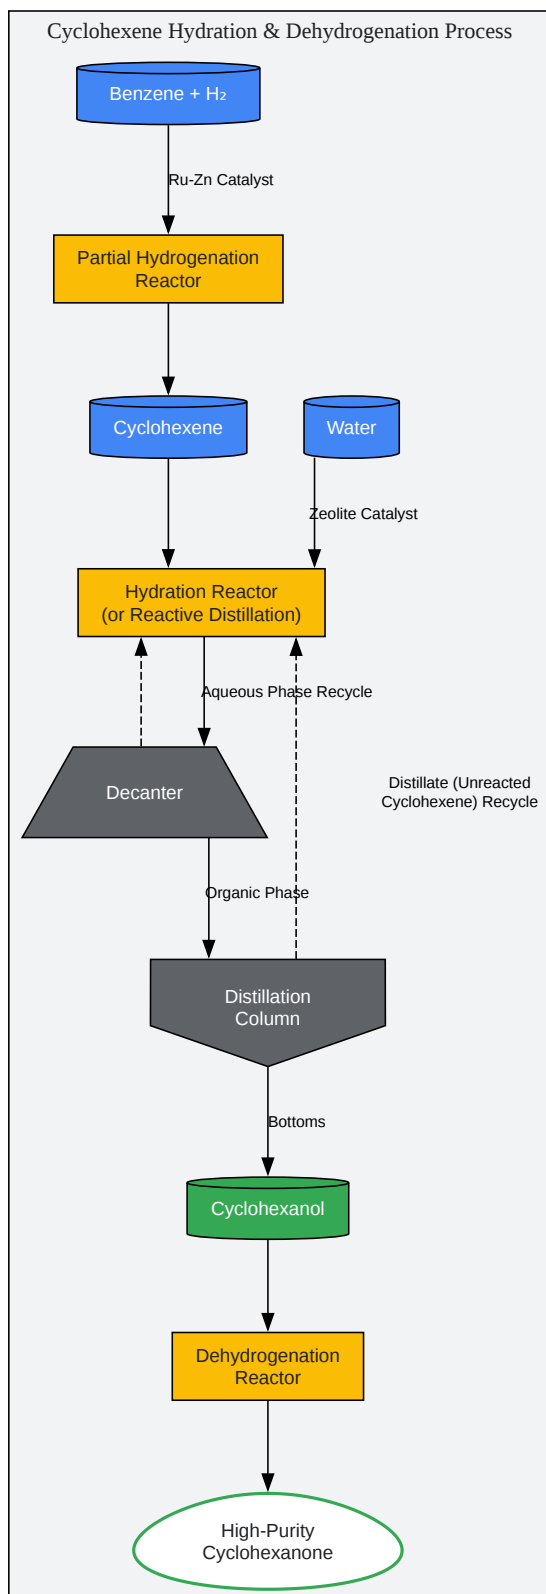 Cyclohexene Hydration & Dehydrogenation Process
Benzene + H₂
Ru-Zn Catalyst
Partial Hydrogenation
Reactor
Cyclohexene
Water
Zeolite Catalyst
Hydration Reactor
(or Reactive Distillation)
Aqueous Phase Recycle
Decanter
Distillate (Unreacted
Cyclohexene) Recycle
Organic Phase
Distillation
Column
Bottoms
Cyclohexanol
Dehydrogenation
Reactor
High-Purity
Cyclohexanone